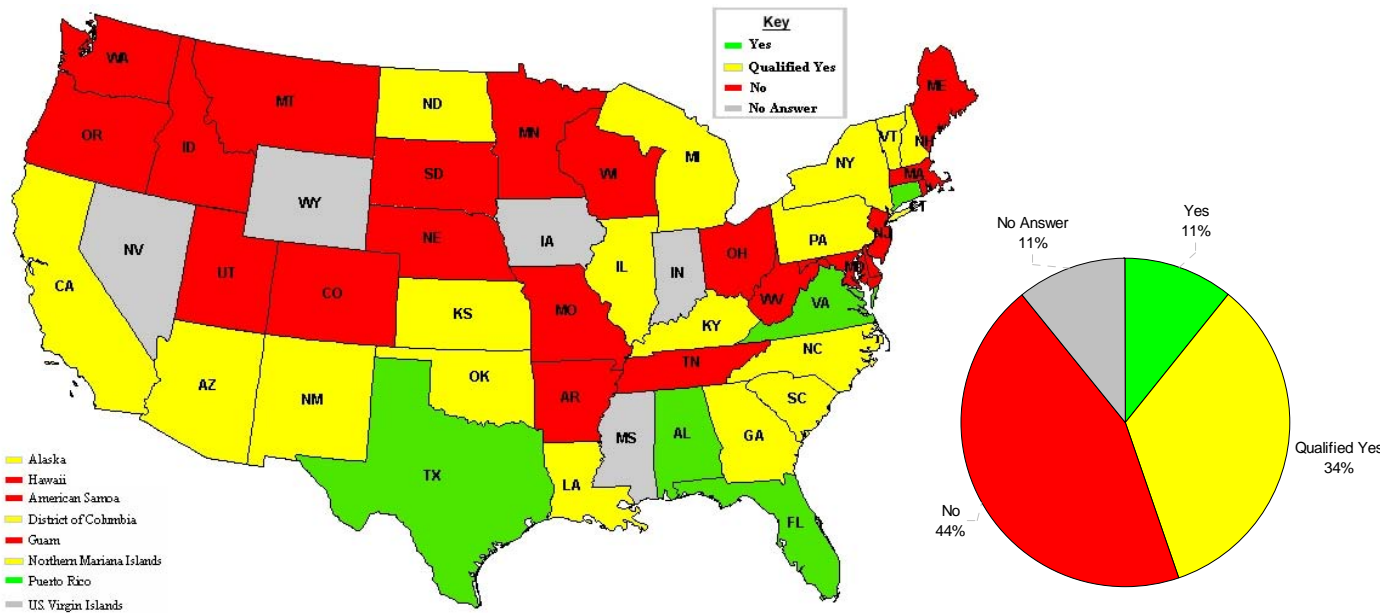 Key
Yes
Qualified Yes
No
No Answer
WA
MT
ND
MN
ME
OR
ID
SD
WI
MI
VT
NH
NY
MA
WY
CT
NV
NE
IA
PA
NJ
UT
IL
IN
OH
MD
CA
CO
WV
VA
KS
MO
KY
NC
AZ
NM
OK
AR
TN
SC
MS
AL
GA
TX
LA
FL
Alaska
Hawaii
American Samoa
District of Columbia
Guam
Northern Mariana Islands
Puerto Rico
U.S. Virgin Islands
No Answer
11%
Yes
11%
Qualified Yes
34%
No
44%